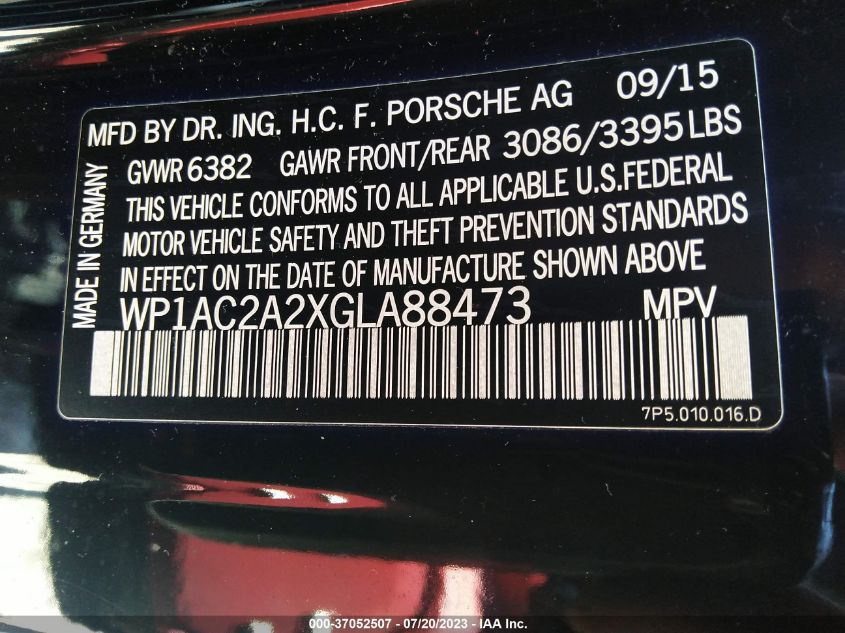 MFD BY DR. ING. H.C. F. PORSCHE AG 09/15
GVWR 6382 GAWR FRONT/REAR 3086/3395 LBS
THIS VEHICLE CONFORMS TO ALL APPLICABLE U.S.FEDERAL
MOTOR VEHICLE SAFETY AND THEFT PREVENTION STANDARDS
IN EFFECT ON THE DATE OF MANUFACTURE SHOWN ABOVE
WP1AC2A2XGLA88473 MPV
MADE IN GERMANY
7P5.010.016.D
000-37052507 - 07/20/2023 - IAA Inc.